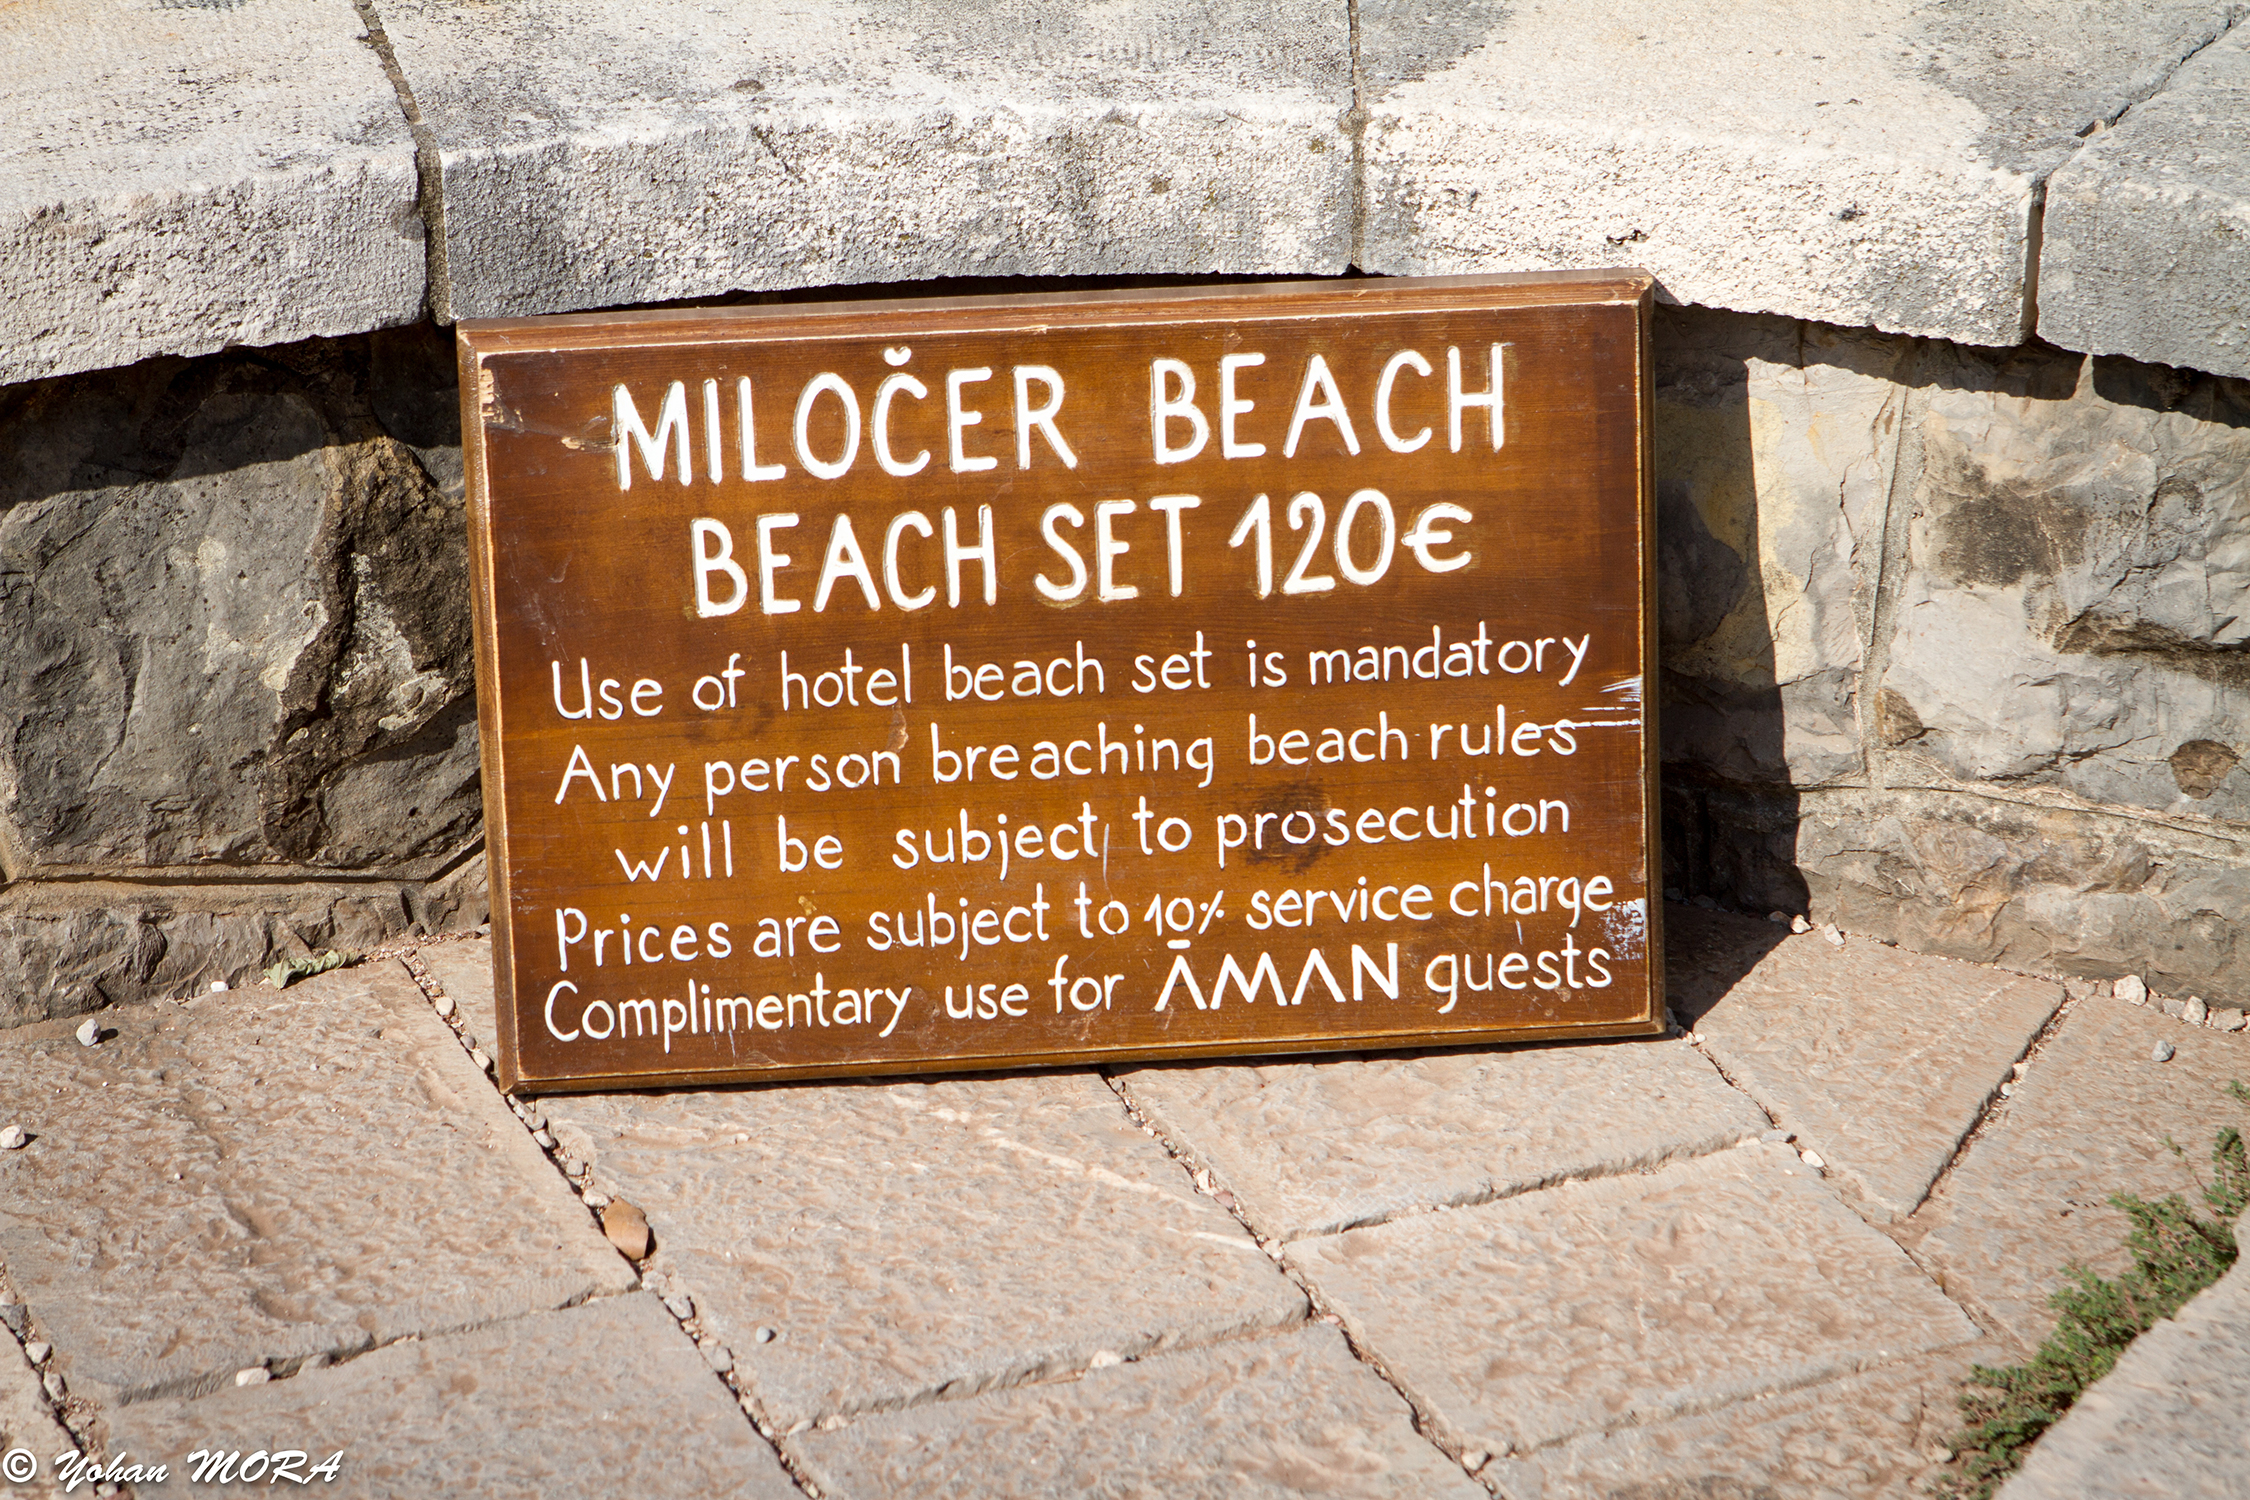 MILOČER BEACH
BEACH SET 120€
Use of hotel beach set is mandatory
Any person breaching beach rules
will be subject to prosecution
Prices are subject to 10% service charge
Complimentary use for ĀMAN guests
© Yohan MORA